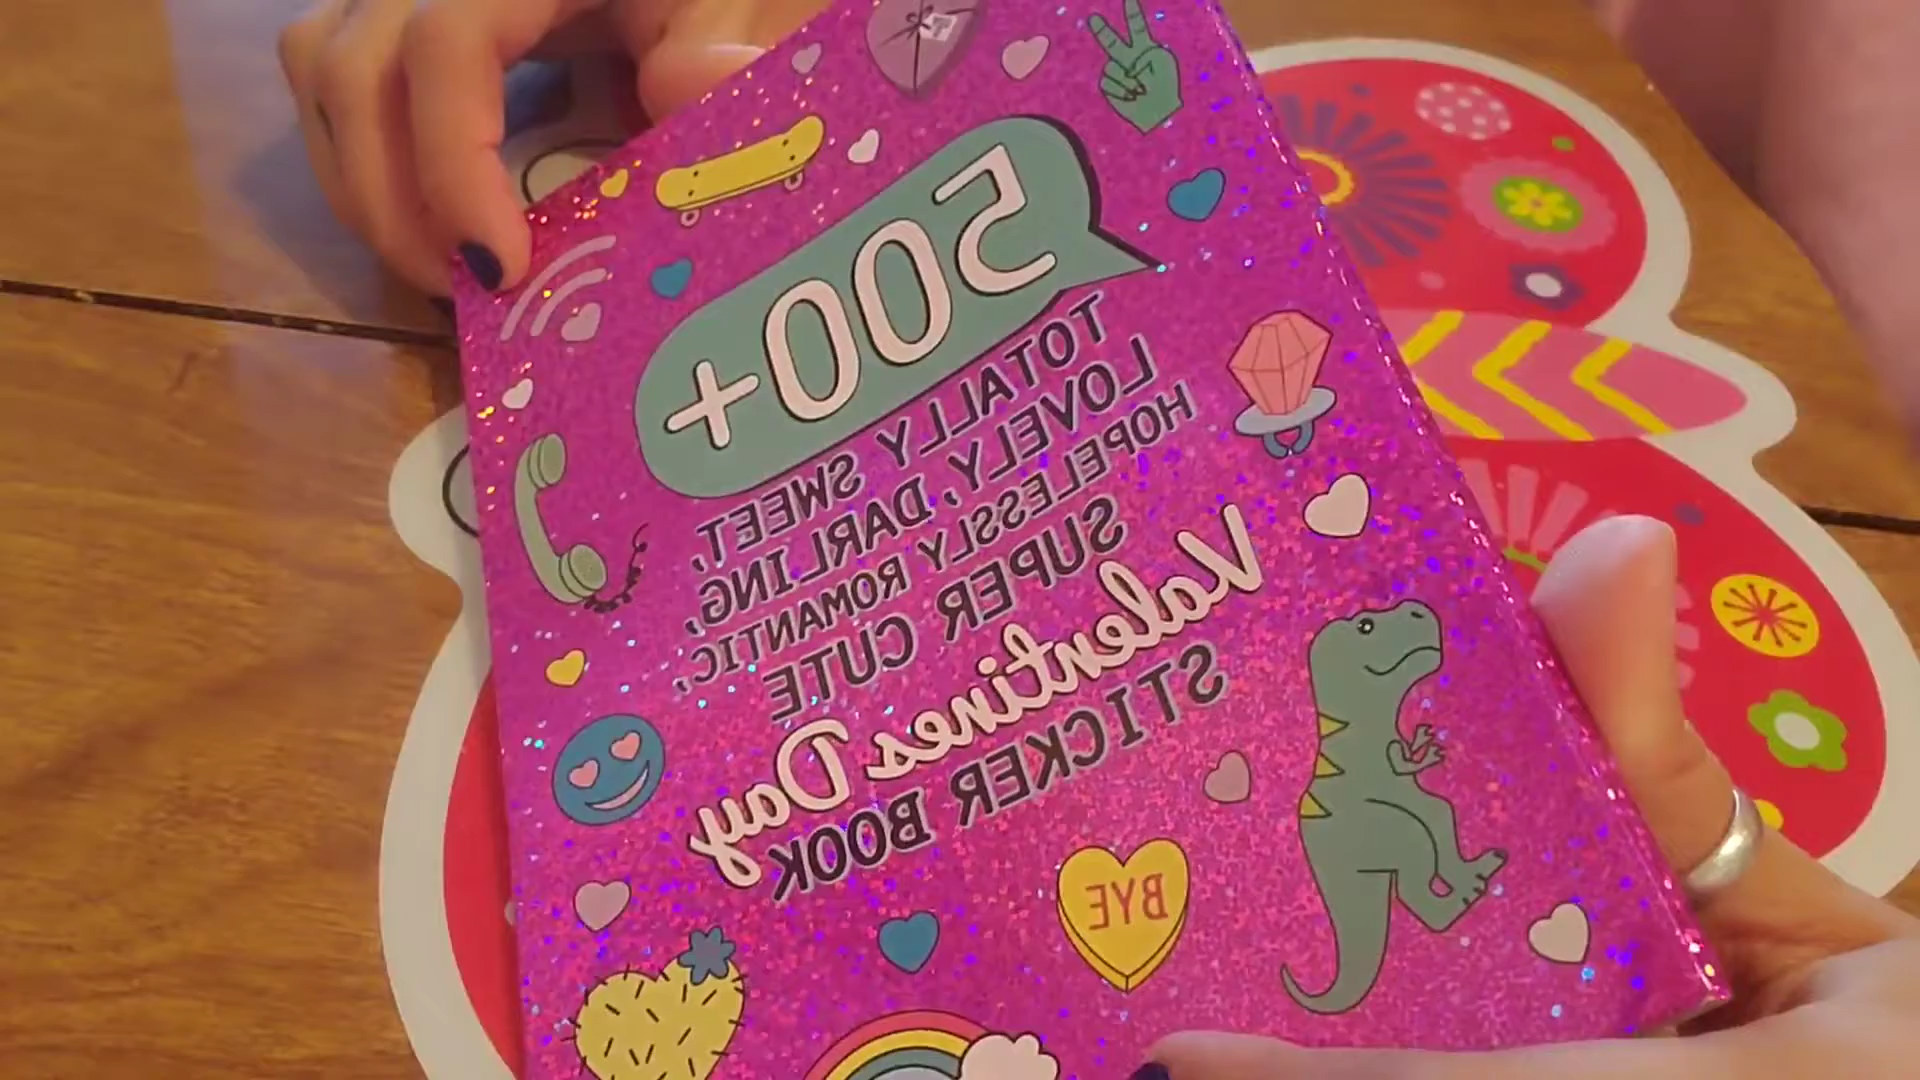 500+
TOTALLY SWEET,
LOVELY, DARLING,
HOPELESSLY ROMANTIC,
SUPER CUTE
Valentines Day
STICKER BOOK
BYE